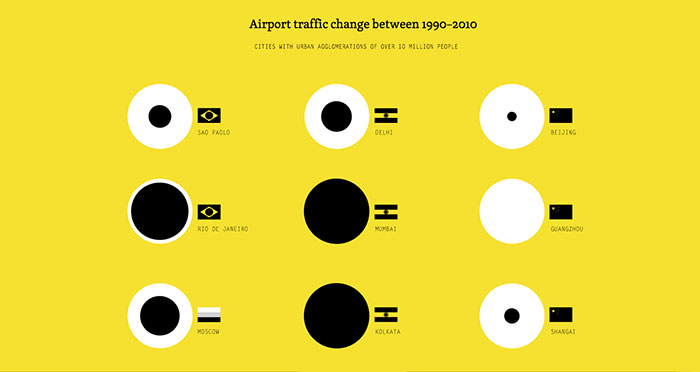 Airport traffic change between 1990–2010
CITIES WITH URBAN AGGLOMERATIONS OF OVER 10 MILLION PEOPLE
SAO PAOLO
DELHI
BEIJING
RIO DE JANEIRO
MUMBAI
GUANGZHOU
MOSCOW
KOLKATA
SHANGAI